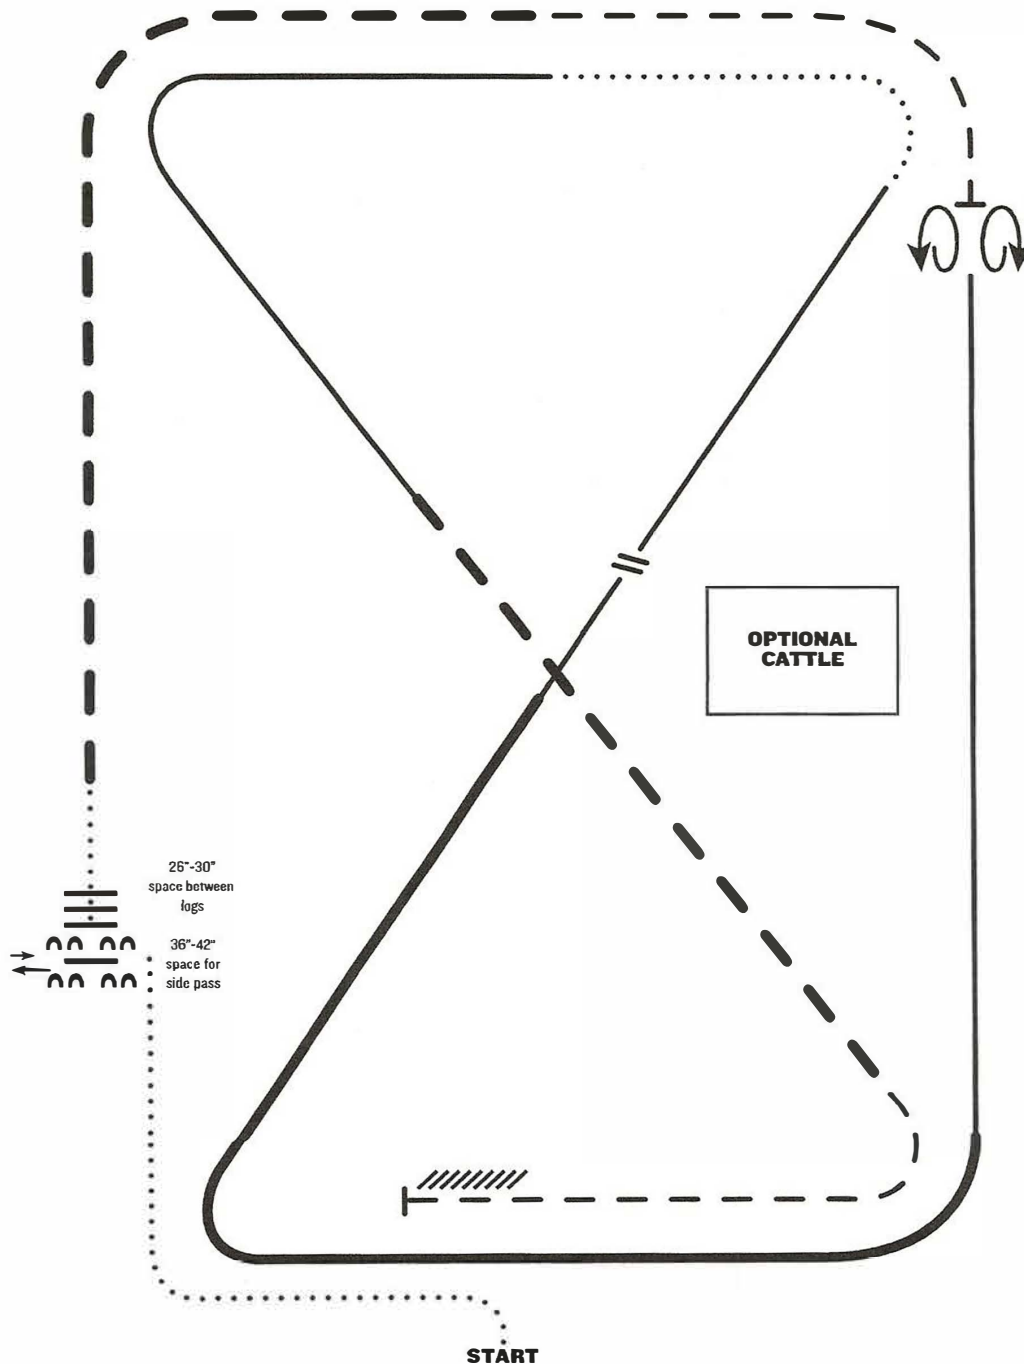 OPTIONAL
CATTLE
26"-30"
space between
logs
36"-42"
space for
side pass
START